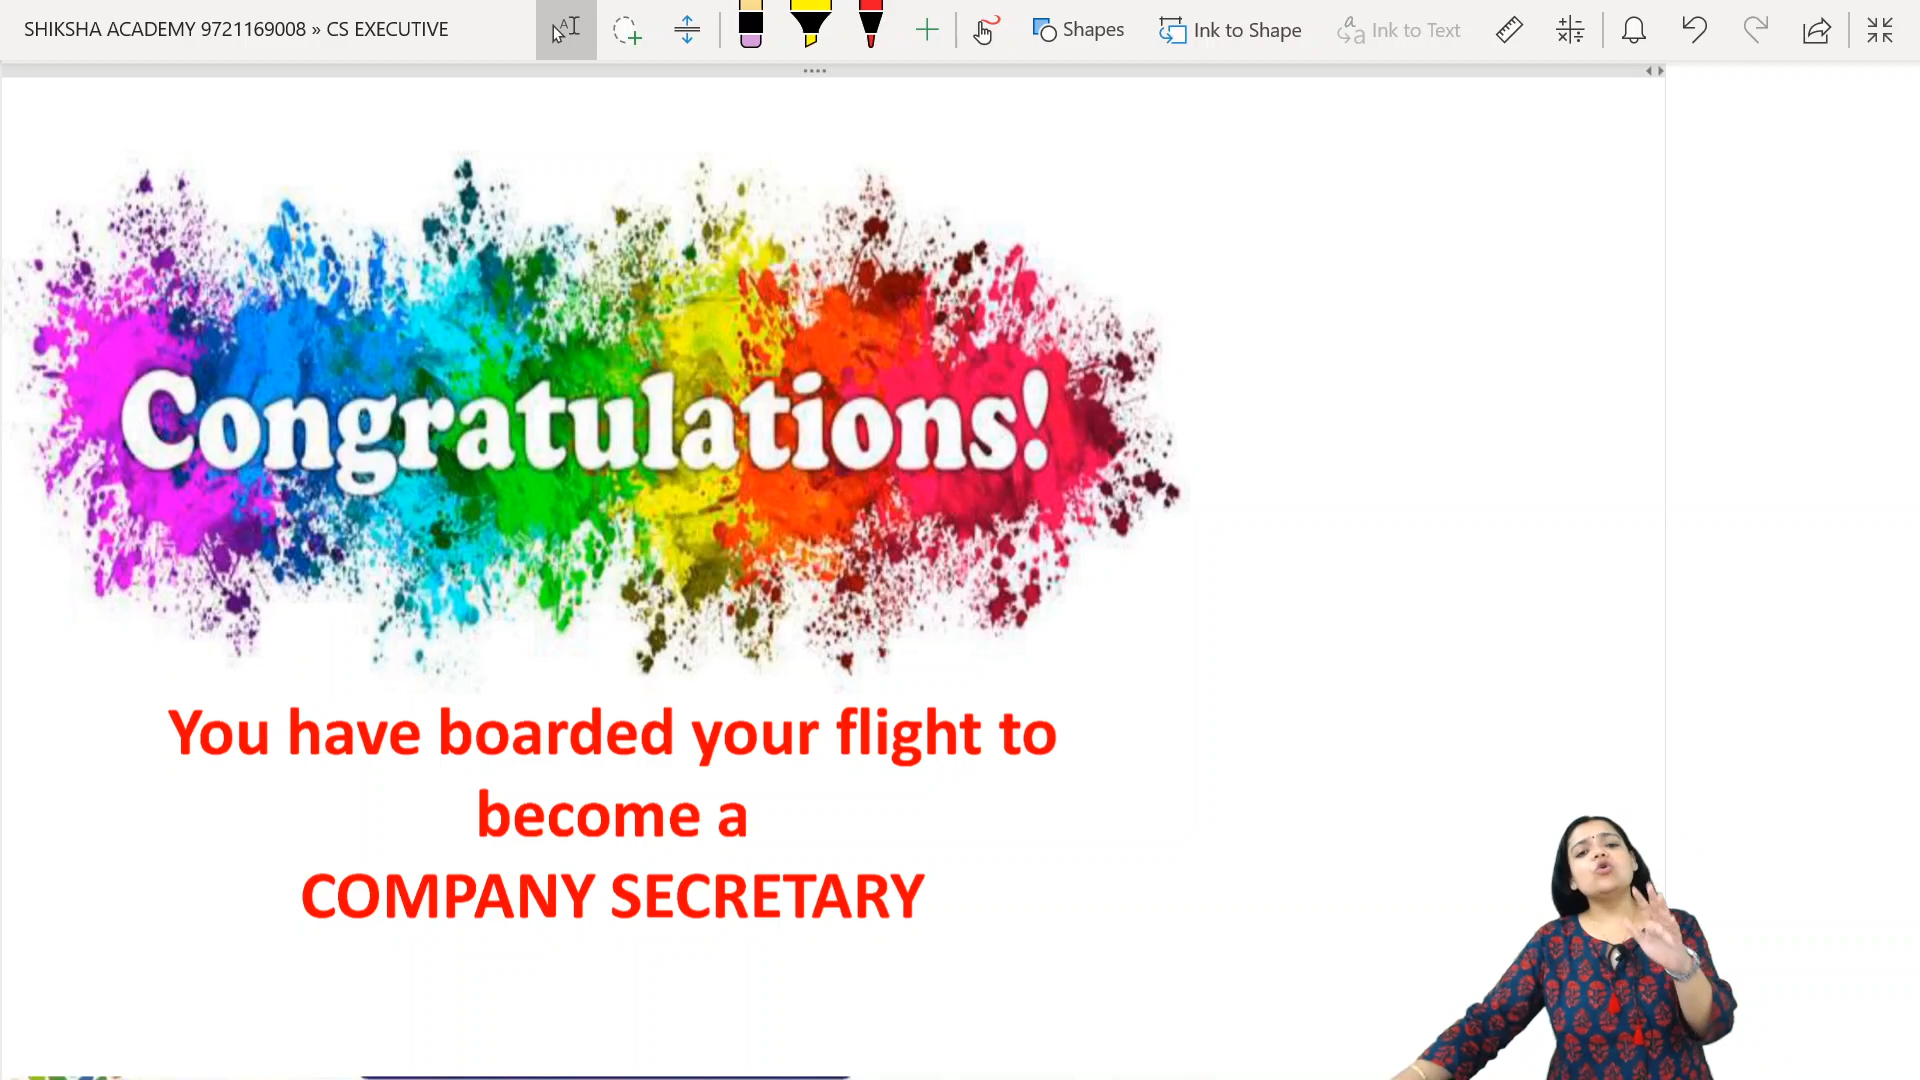 SHIKSHA ACADEMY 9721169008 » CS EXECUTIVE
Shapes
Ink to Shape
Ink to Text
Congratulations!
You have boarded your flight to
become a
COMPANY SECRETARY